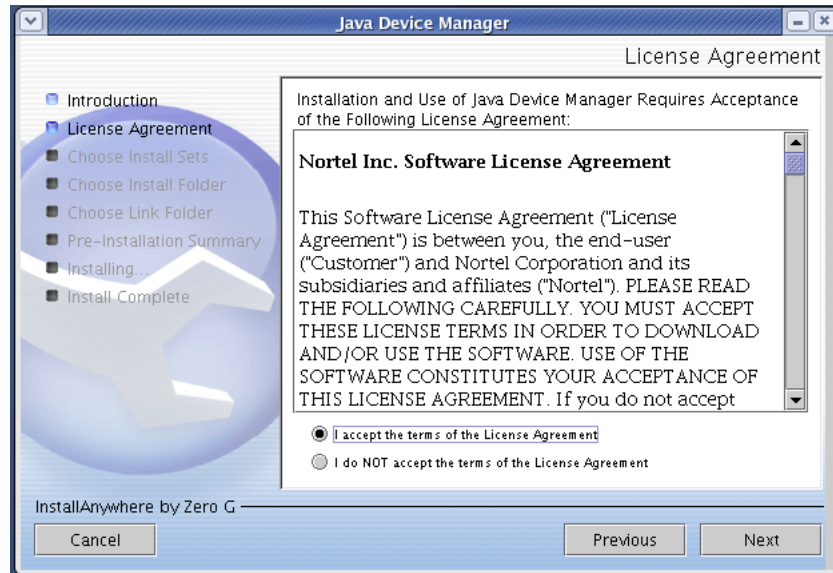 Java Device Manager
License Agreement
Introduction
License Agreement
Choose Install Sets
Choose Install Folder
Choose Link Folder
Pre-Installation Summary
Installing...
Install Complete
Installation and Use of Java Device Manager Requires Acceptance
of the Following License Agreement:
Nortel Inc. Software License Agreement
This Software License Agreement ("License
Agreement") is between you, the end-user
("Customer") and Nortel Corporation and its
subsidiaries and affiliates ("Nortel"). PLEASE READ
THE FOLLOWING CAREFULLY. YOU MUST ACCEPT
THESE LICENSE TERMS IN ORDER TO DOWNLOAD
AND/OR USE THE SOFTWARE. USE OF THE
SOFTWARE CONSTITUTES YOUR ACCEPTANCE OF
THIS LICENSE AGREEMENT. If you do not accept
I accept the terms of the License Agreement
I do NOT accept the terms of the License Agreement
InstallAnywhere by Zero G
Cancel
Previous
Next